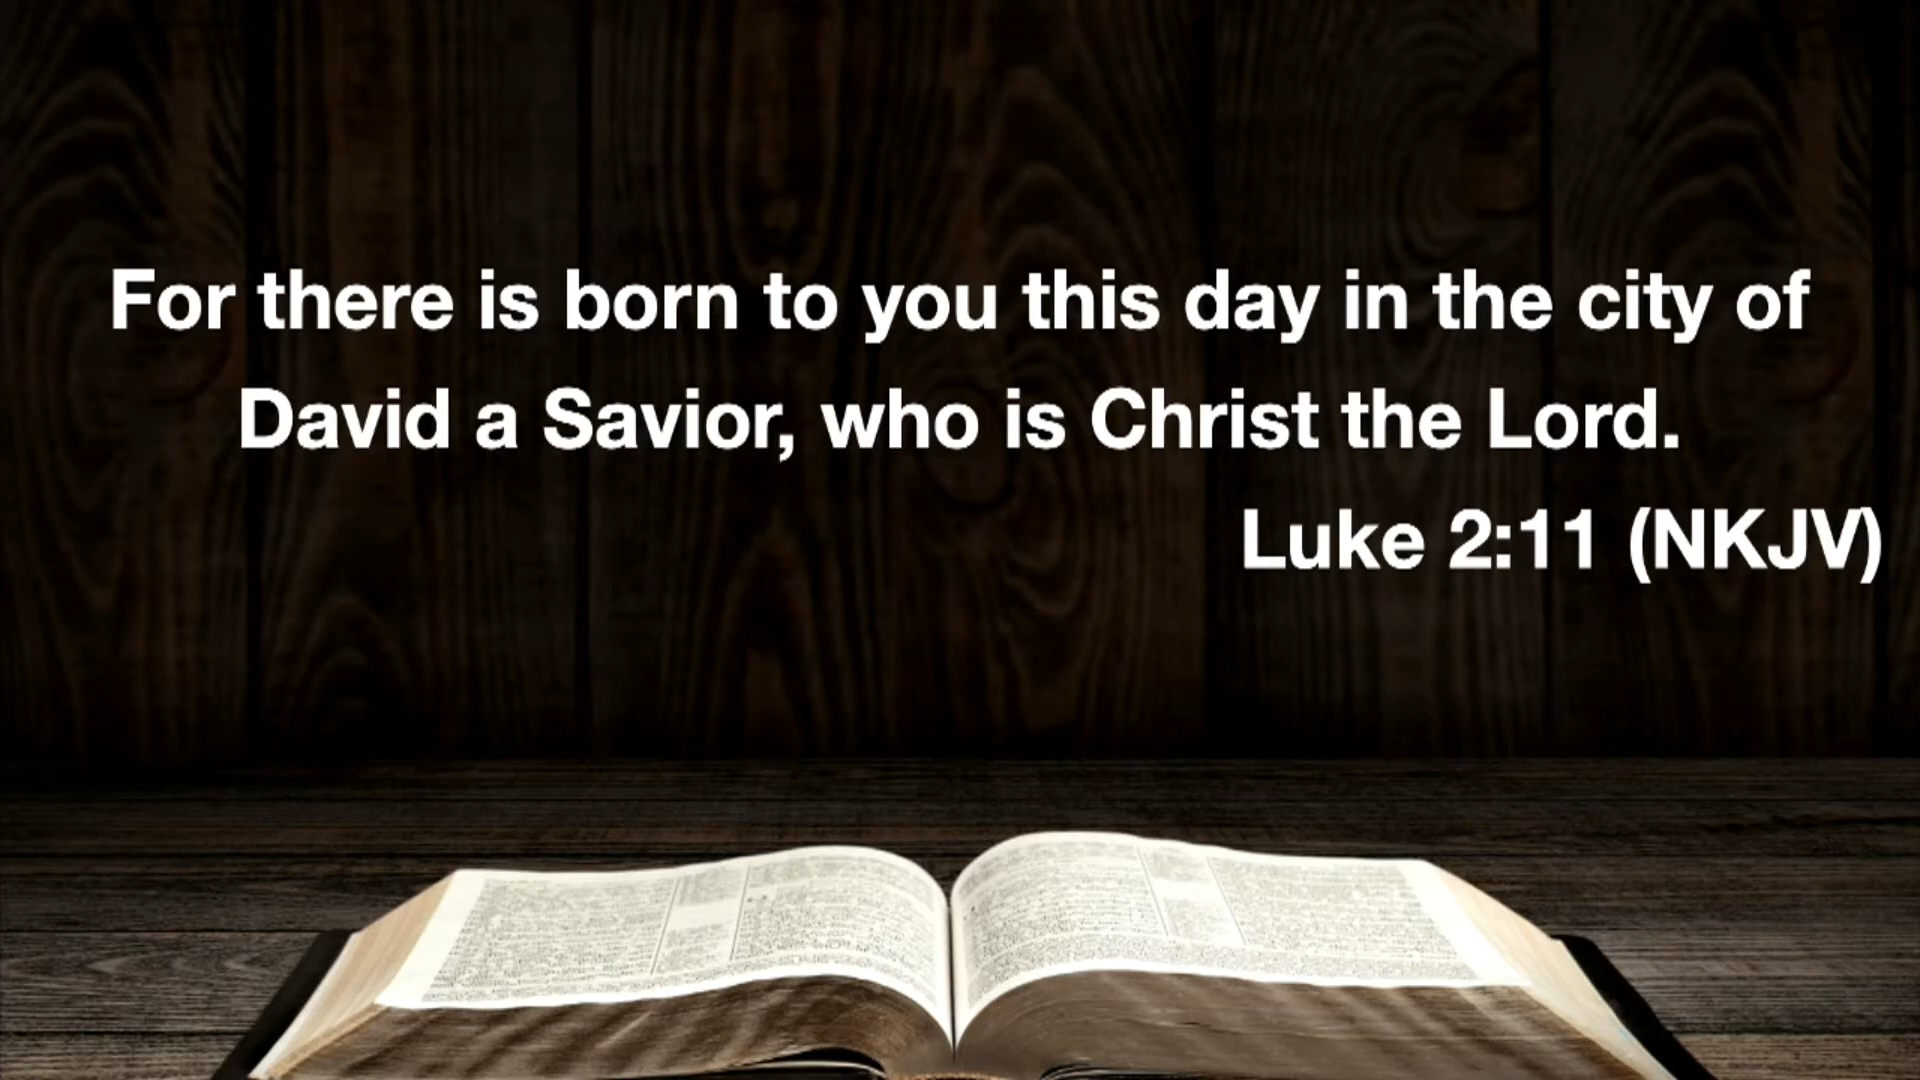 For there is born to you this day in the city of
David a Savior, who is Christ the Lord.
Luke 2:11 (NKJV)